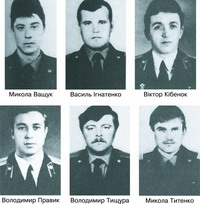 Микола Ващук
Василь Ігнатенко
Віктор Кібенок
Володимир Правик
Володимир Тищура
Микола Титенко